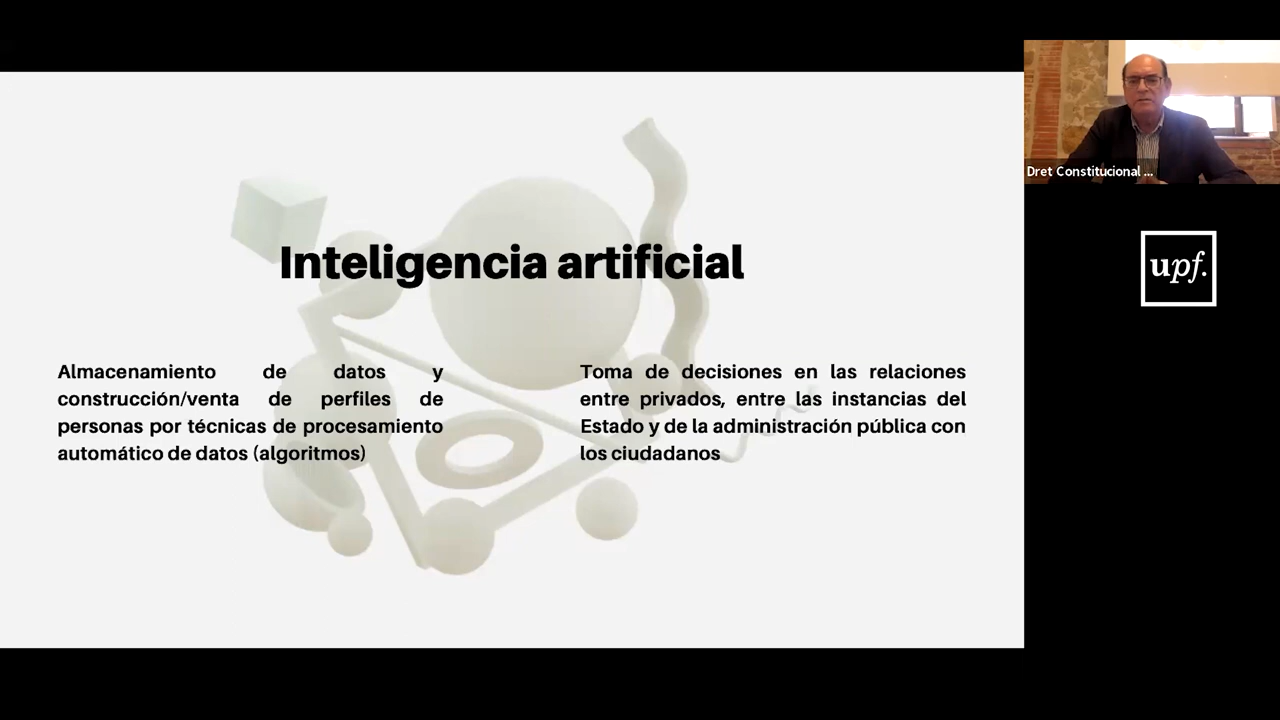 Inteligencia artificial
Almacenamiento de datos y
construcción/venta de perfiles de
personas por técnicas de procesamiento
automático de datos (algoritmos)
Toma de decisiones en las relaciones
entre privados, entre las instancias del
Estado y de la administración pública con
los ciudadanos
Dret Constitucional ...
upf.